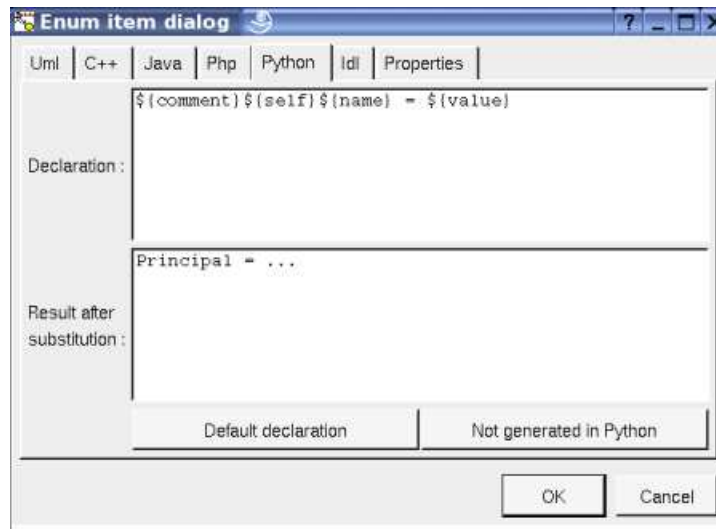 Enum item dialog
Uml C++ Java Php Python Idl Properties
${comment}${self}${name} = ${value}
Declaration :
Principal = ...
Result after
substitution :
Default declaration Not generated in Python
OK Cancel